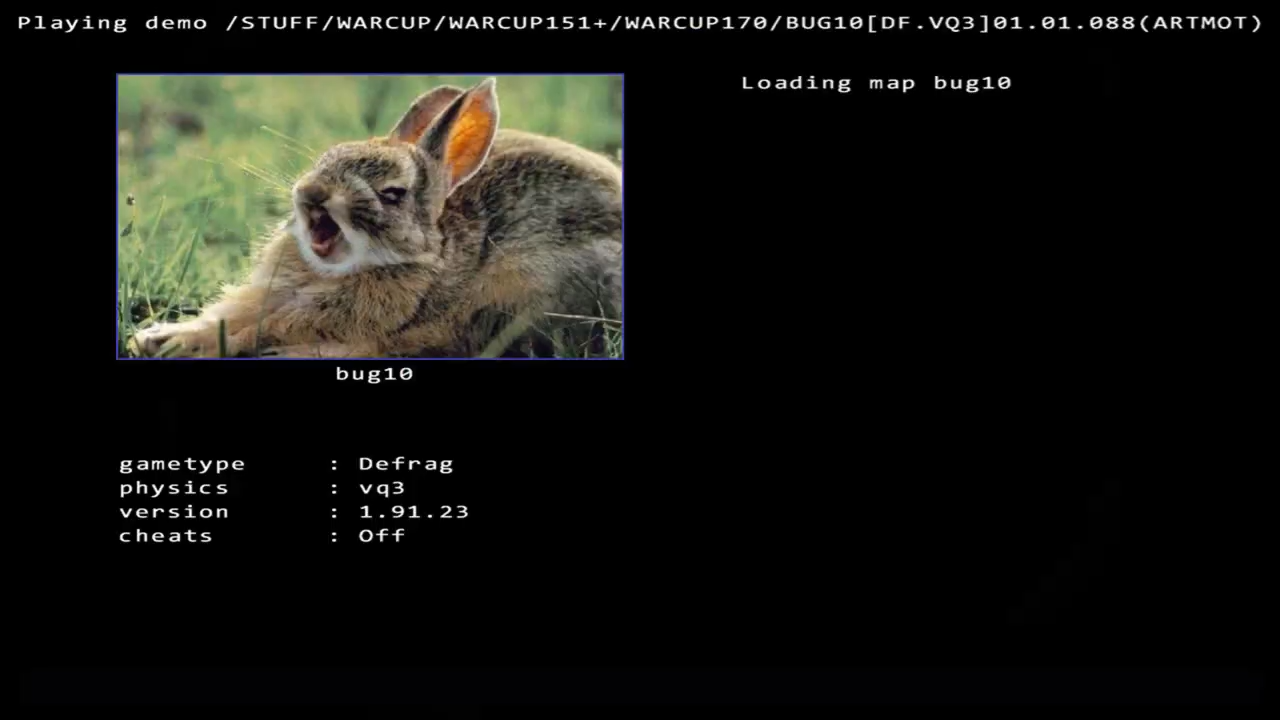 Playing demo /STUFF/WARCUP/WARCUP151+/WARCUP170/BUG10[DF.VQ3]01.01.088(ARTMOT)
Loading map bug10
bug10
gametype : Defrag
physics : vq3
version : 1.91.23
cheats : Off